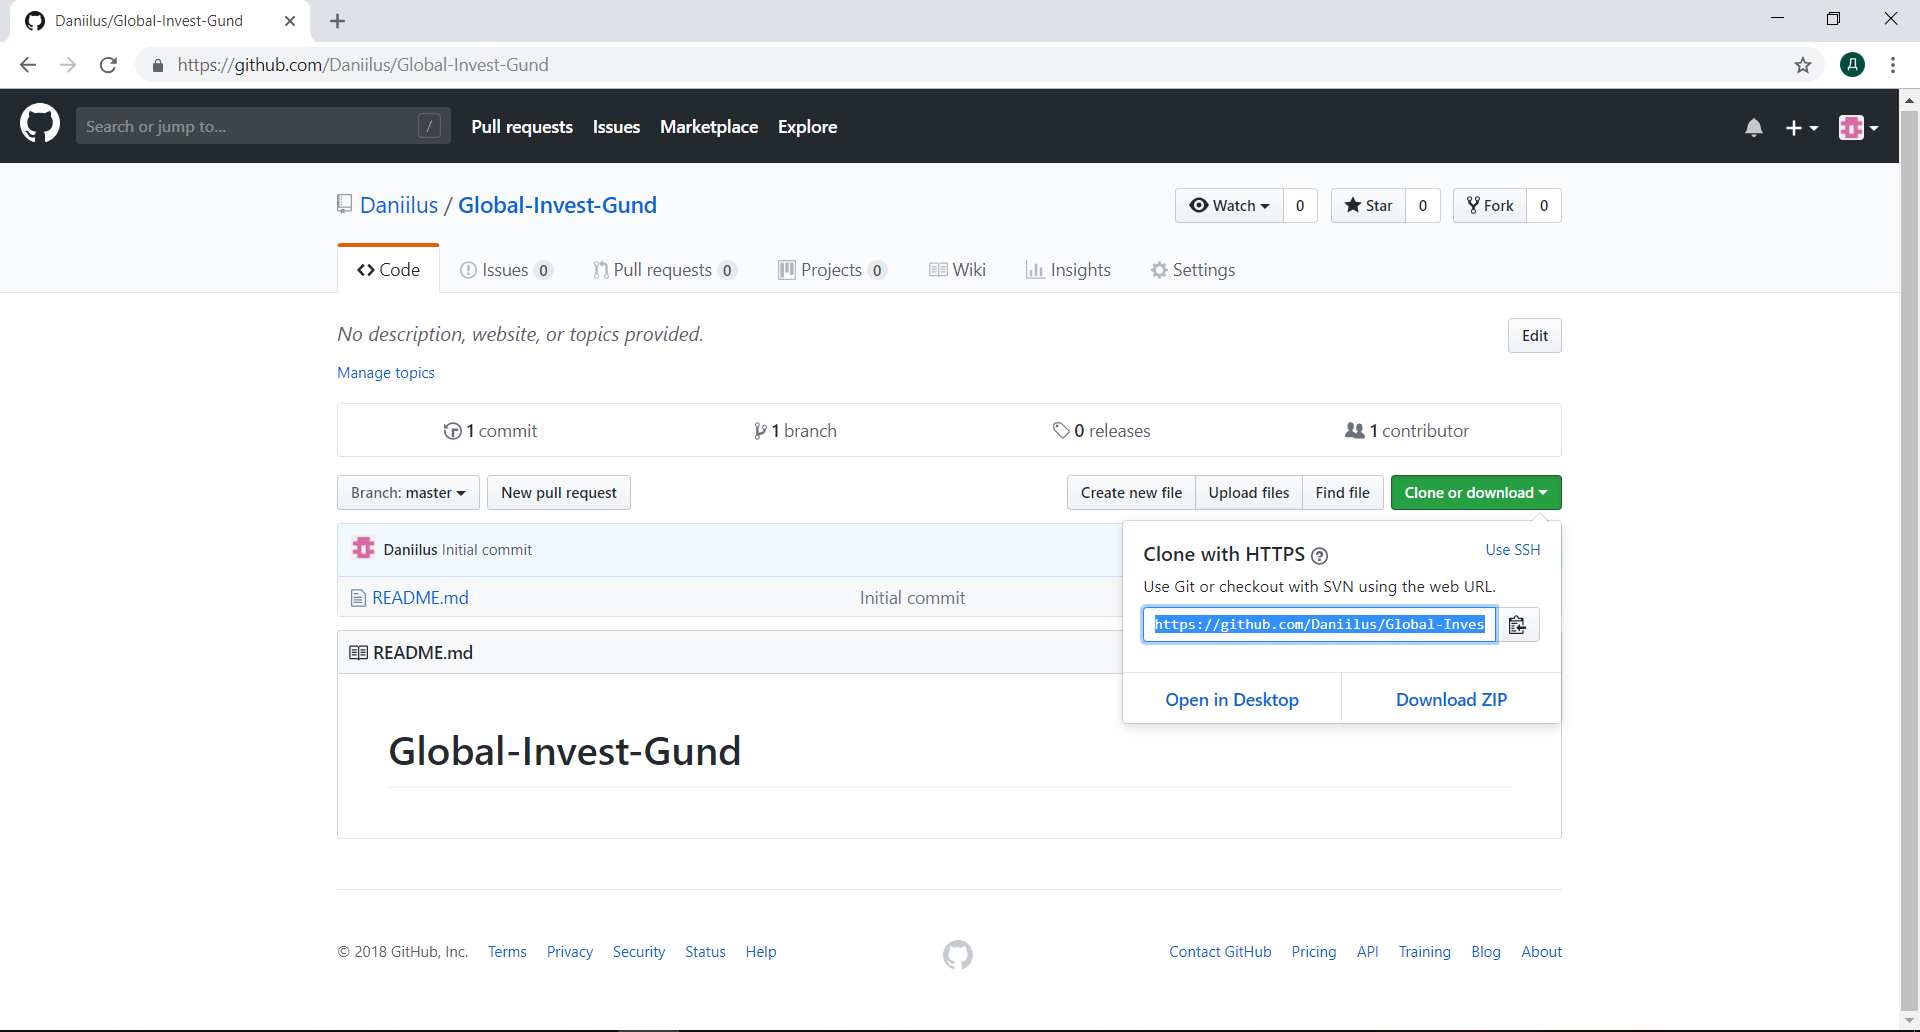 Daniilus/Global-Invest-Gund
https://github.com/Daniilus/Global-Invest-Gund
Д
Search or jump to... /
Pull requests Issues Marketplace Explore
Daniilus / Global-Invest-Gund
Watch 0 Star 0 Fork 0
Code Issues 0 Pull requests 0 Projects 0 Wiki Insights Settings
No description, website, or topics provided.
Edit
Manage topics
1 commit 1 branch 0 releases 1 contributor
Branch: master New pull request Create new file Upload files Find file Clone or download
Daniilus Initial commit
README.md Initial commit
Clone with HTTPS Use SSH
Use Git or checkout with SVN using the web URL.
https://github.com/Daniilus/Global-Inves
Open in Desktop Download ZIP
README.md
Global-Invest-Gund
© 2018 GitHub, Inc. Terms Privacy Security Status Help Contact GitHub Pricing API Training Blog About